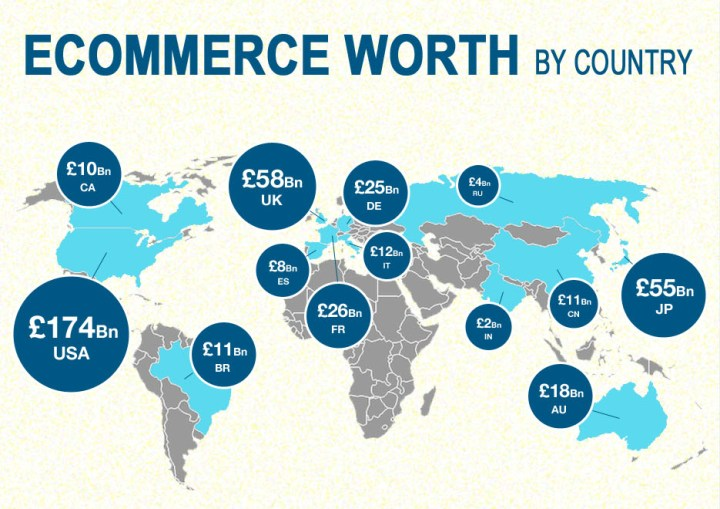 ECOMMERCE WORTH BY COUNTRY
£10Bn
CA
£58Bn
UK
£25Bn
DE
£4Bn
RU
£12Bn
IT
£8Bn
ES
£26Bn
FR
£174Bn
USA
£11Bn
BR
£2Bn
IN
£11Bn
CN
£55Bn
JP
£18Bn
AU